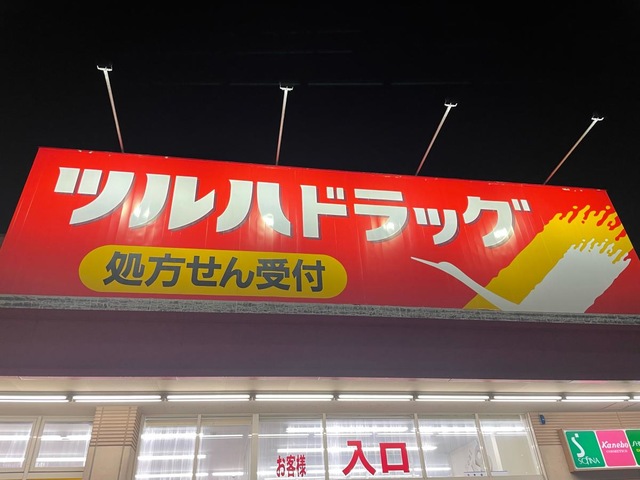 ツルハドラッグ
処方せん受付
お客様
入口
Kanebo